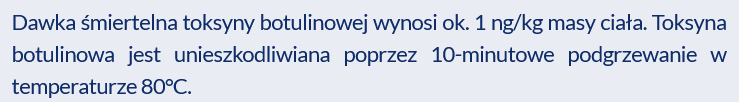 Dawka śmiertelna toksyny botulinowej wynosi ok. 1 ng/kg masy ciała. Toksyna
botulinowa jest unieszkodliwiana poprzez 10-minutowe podgrzewanie w
temperaturze 80°C.